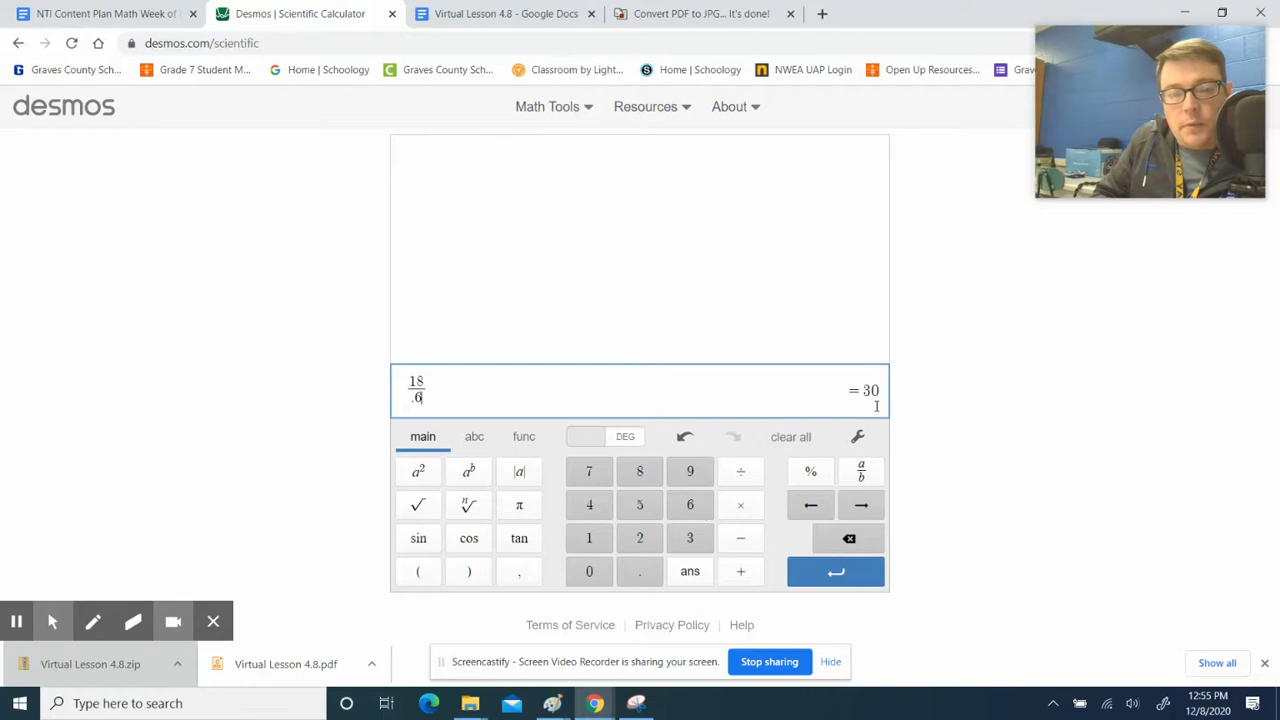 NTI Content Plan Math Week of
Desmos | Scientific Calculator
Virtual Lesson 4.8 - Google Docs
Convert PDF to JPG... It's done!
desmos.com/scientific
Graves County Sc...
Grade 7 Student M...
Home | Schoology
Graves County Sch...
Classroom by Light...
Home | Schoology
NWEA UAP Login
Open Up Resources...
Grav
desmos
Math Tools
Resources
About
18
.6
= 30
main
abc
func
DEG
clear all
a² aᵇ |a| 7 8 9 ÷ % a/b
√ ⁿ√ π 4 5 6 × ← →
sin cos tan 1 2 3 −
( ) , 0 . ans +
Terms of Service | Privacy Policy | Help
Virtual Lesson 4.8.zip
Virtual Lesson 4.8.pdf
Screencastify - Screen Video Recorder is sharing your screen.
Stop sharing
Hide
Show all
Type here to search
12:55 PM
12/8/2020